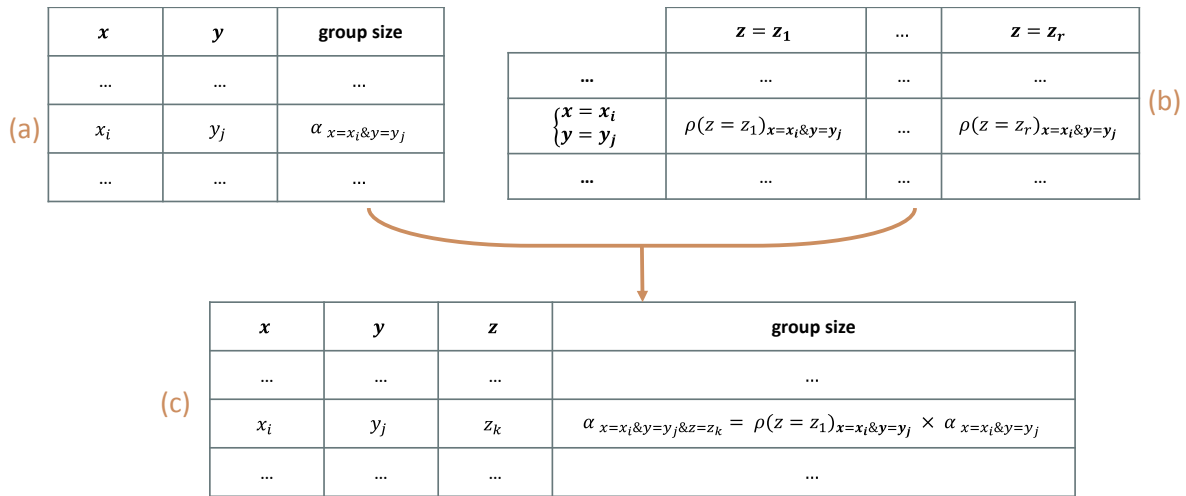 x y group size
... ... ...
(a) x_i y_j α_{x=x_i&y=y_j}
... ... ...
z = z_1 ... z = z_r
... ... ... ...
{x = x_i y = y_j ρ(z = z_1)_{x=x_i&y=y_j} ... ρ(z = z_r)_{x=x_i&y=y_j} (b)
... ... ... ...
x y z group size
... ... ... ...
(c) x_i y_j z_k α_{x=x_i&y=y_j&z=z_k} = ρ(z = z_1)_{x=x_i&y=y_j} × α_{x=x_i&y=y_j}
... ... ... ...